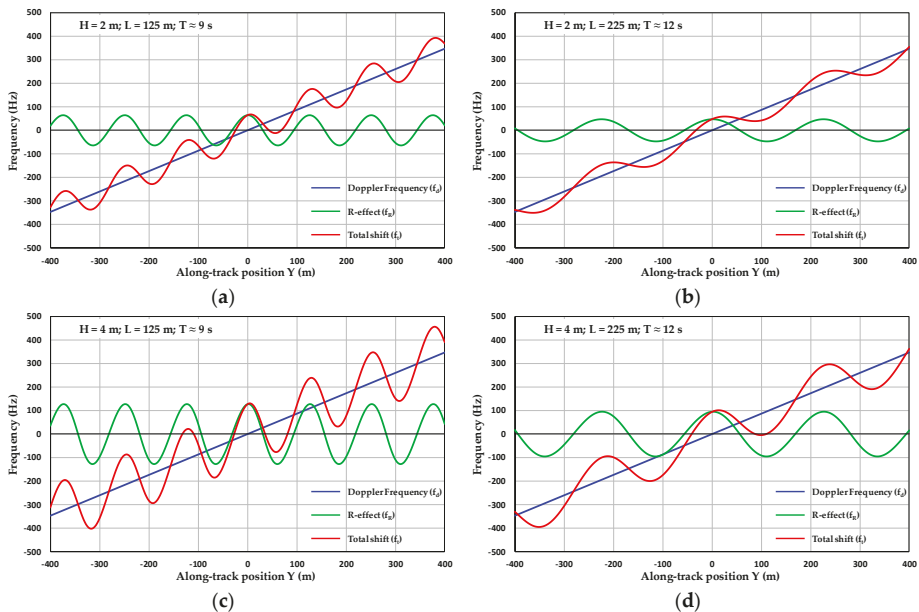 H = 2 m; L = 125 m; T ≈ 9 s
Frequency (Hz)
500
400
300
200
100
0
-100
-200
-300
-400
-500
Doppler Frequency (fd)
R-effect (fR)
Total shift (ft)
-400 -300 -200 -100 0 100 200 300 400
Along-track position Y (m)
(a)
H = 2 m; L = 225 m; T ≈ 12 s
Frequency (Hz)
500
400
300
200
100
0
-100
-200
-300
-400
-500
Doppler Frequency (fd)
R-effect (fR)
Total shift (ft)
-400 -300 -200 -100 0 100 200 300 400
Along-track position Y (m)
(b)
H = 4 m; L = 125 m; T ≈ 9 s
Frequency (Hz)
500
400
300
200
100
0
-100
-200
-300
-400
-500
Doppler Frequency (fd)
R-effect (fR)
Total shift (ft)
-400 -300 -200 -100 0 100 200 300 400
Along-track position Y (m)
(c)
H = 4 m; L = 225 m; T ≈ 12 s
Frequency (Hz)
500
400
300
200
100
0
-100
-200
-300
-400
-500
Doppler Frequency (fd)
R-effect (fR)
Total shift (ft)
-400 -300 -200 -100 0 100 200 300 400
Along-track position Y (m)
(d)